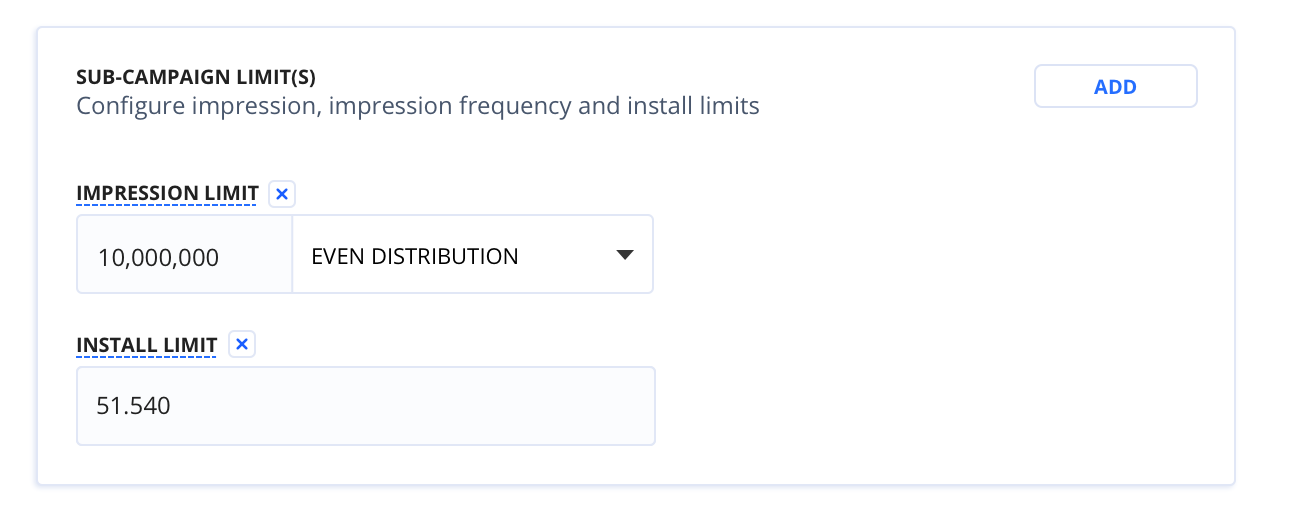 SUB-CAMPAIGN LIMIT(S)
ADD
Configure impression, impression frequency and install limits
IMPRESSION LIMIT
10,000,000
EVEN DISTRIBUTION
INSTALL LIMIT
51.540